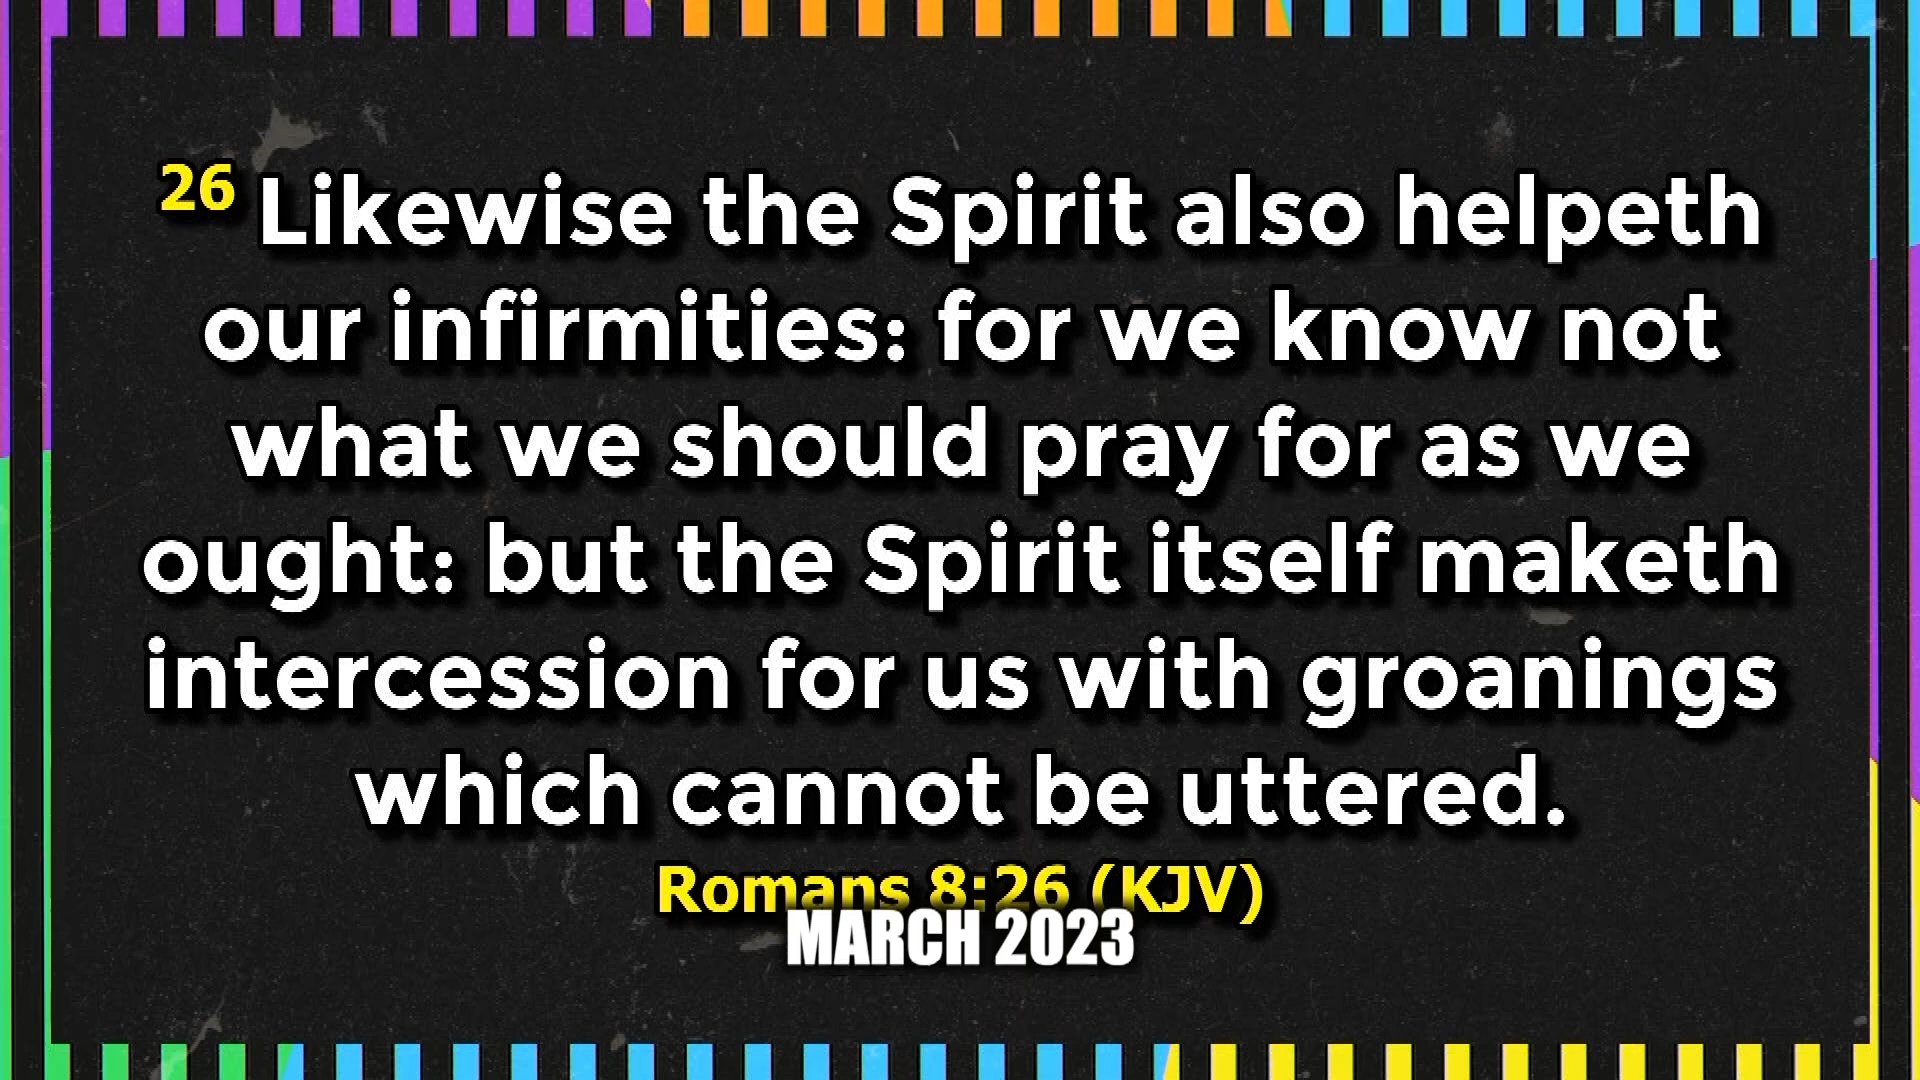 26 Likewise the Spirit also helpeth
our infirmities: for we know not
what we should pray for as we
ought: but the Spirit itself maketh
intercession for us with groanings
which cannot be uttered.
Romans 8:26 (KJV)
MARCH 2023